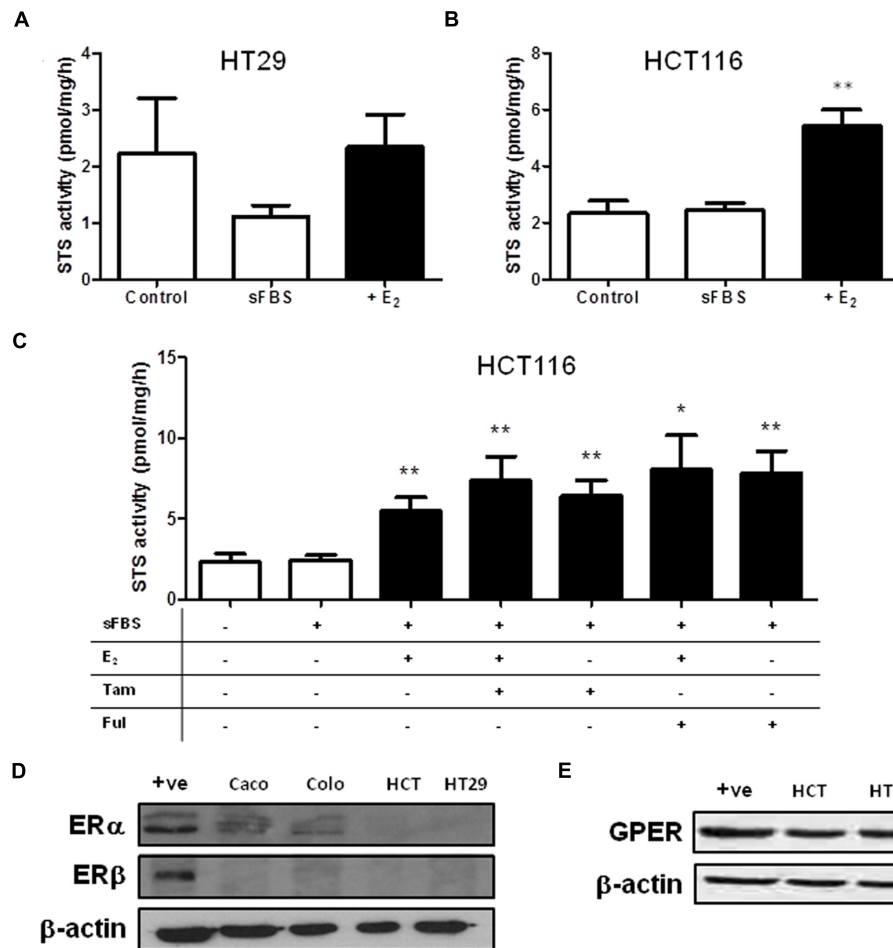 A
HT29
STS activity (pmol/mg/h)
4
3
2
1
0
Control sFBS + E₂
B
HCT116
STS activity (pmol/mg/h)
8
6
4
2
0
**
Control sFBS + E₂
C
HCT116
STS activity (pmol/mg/h)
15
10
5
0
** ** ** * **
sFBS - + + + + + +
E₂ - - + + - + -
Tam - - - + + - -
Ful - - - - - + +
D
+ve Caco Colo HCT HT29
ERα
ERβ
β-actin
E
+ve HCT HT
GPER
β-actin